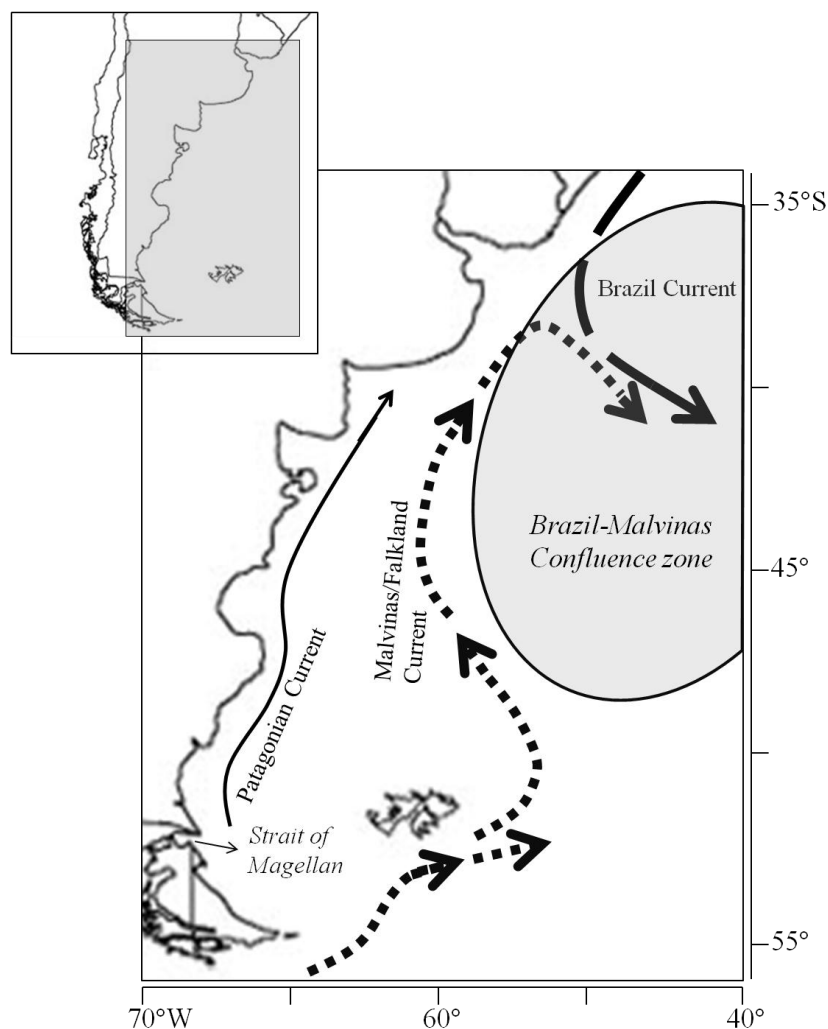 35°S
Brazil Current
Brazil-Malvinas
Confluence zone
45°
Malvinas/Falkland
Current
Patagonian Current
Strait of
Magellan
55°
70°W
60°
40°